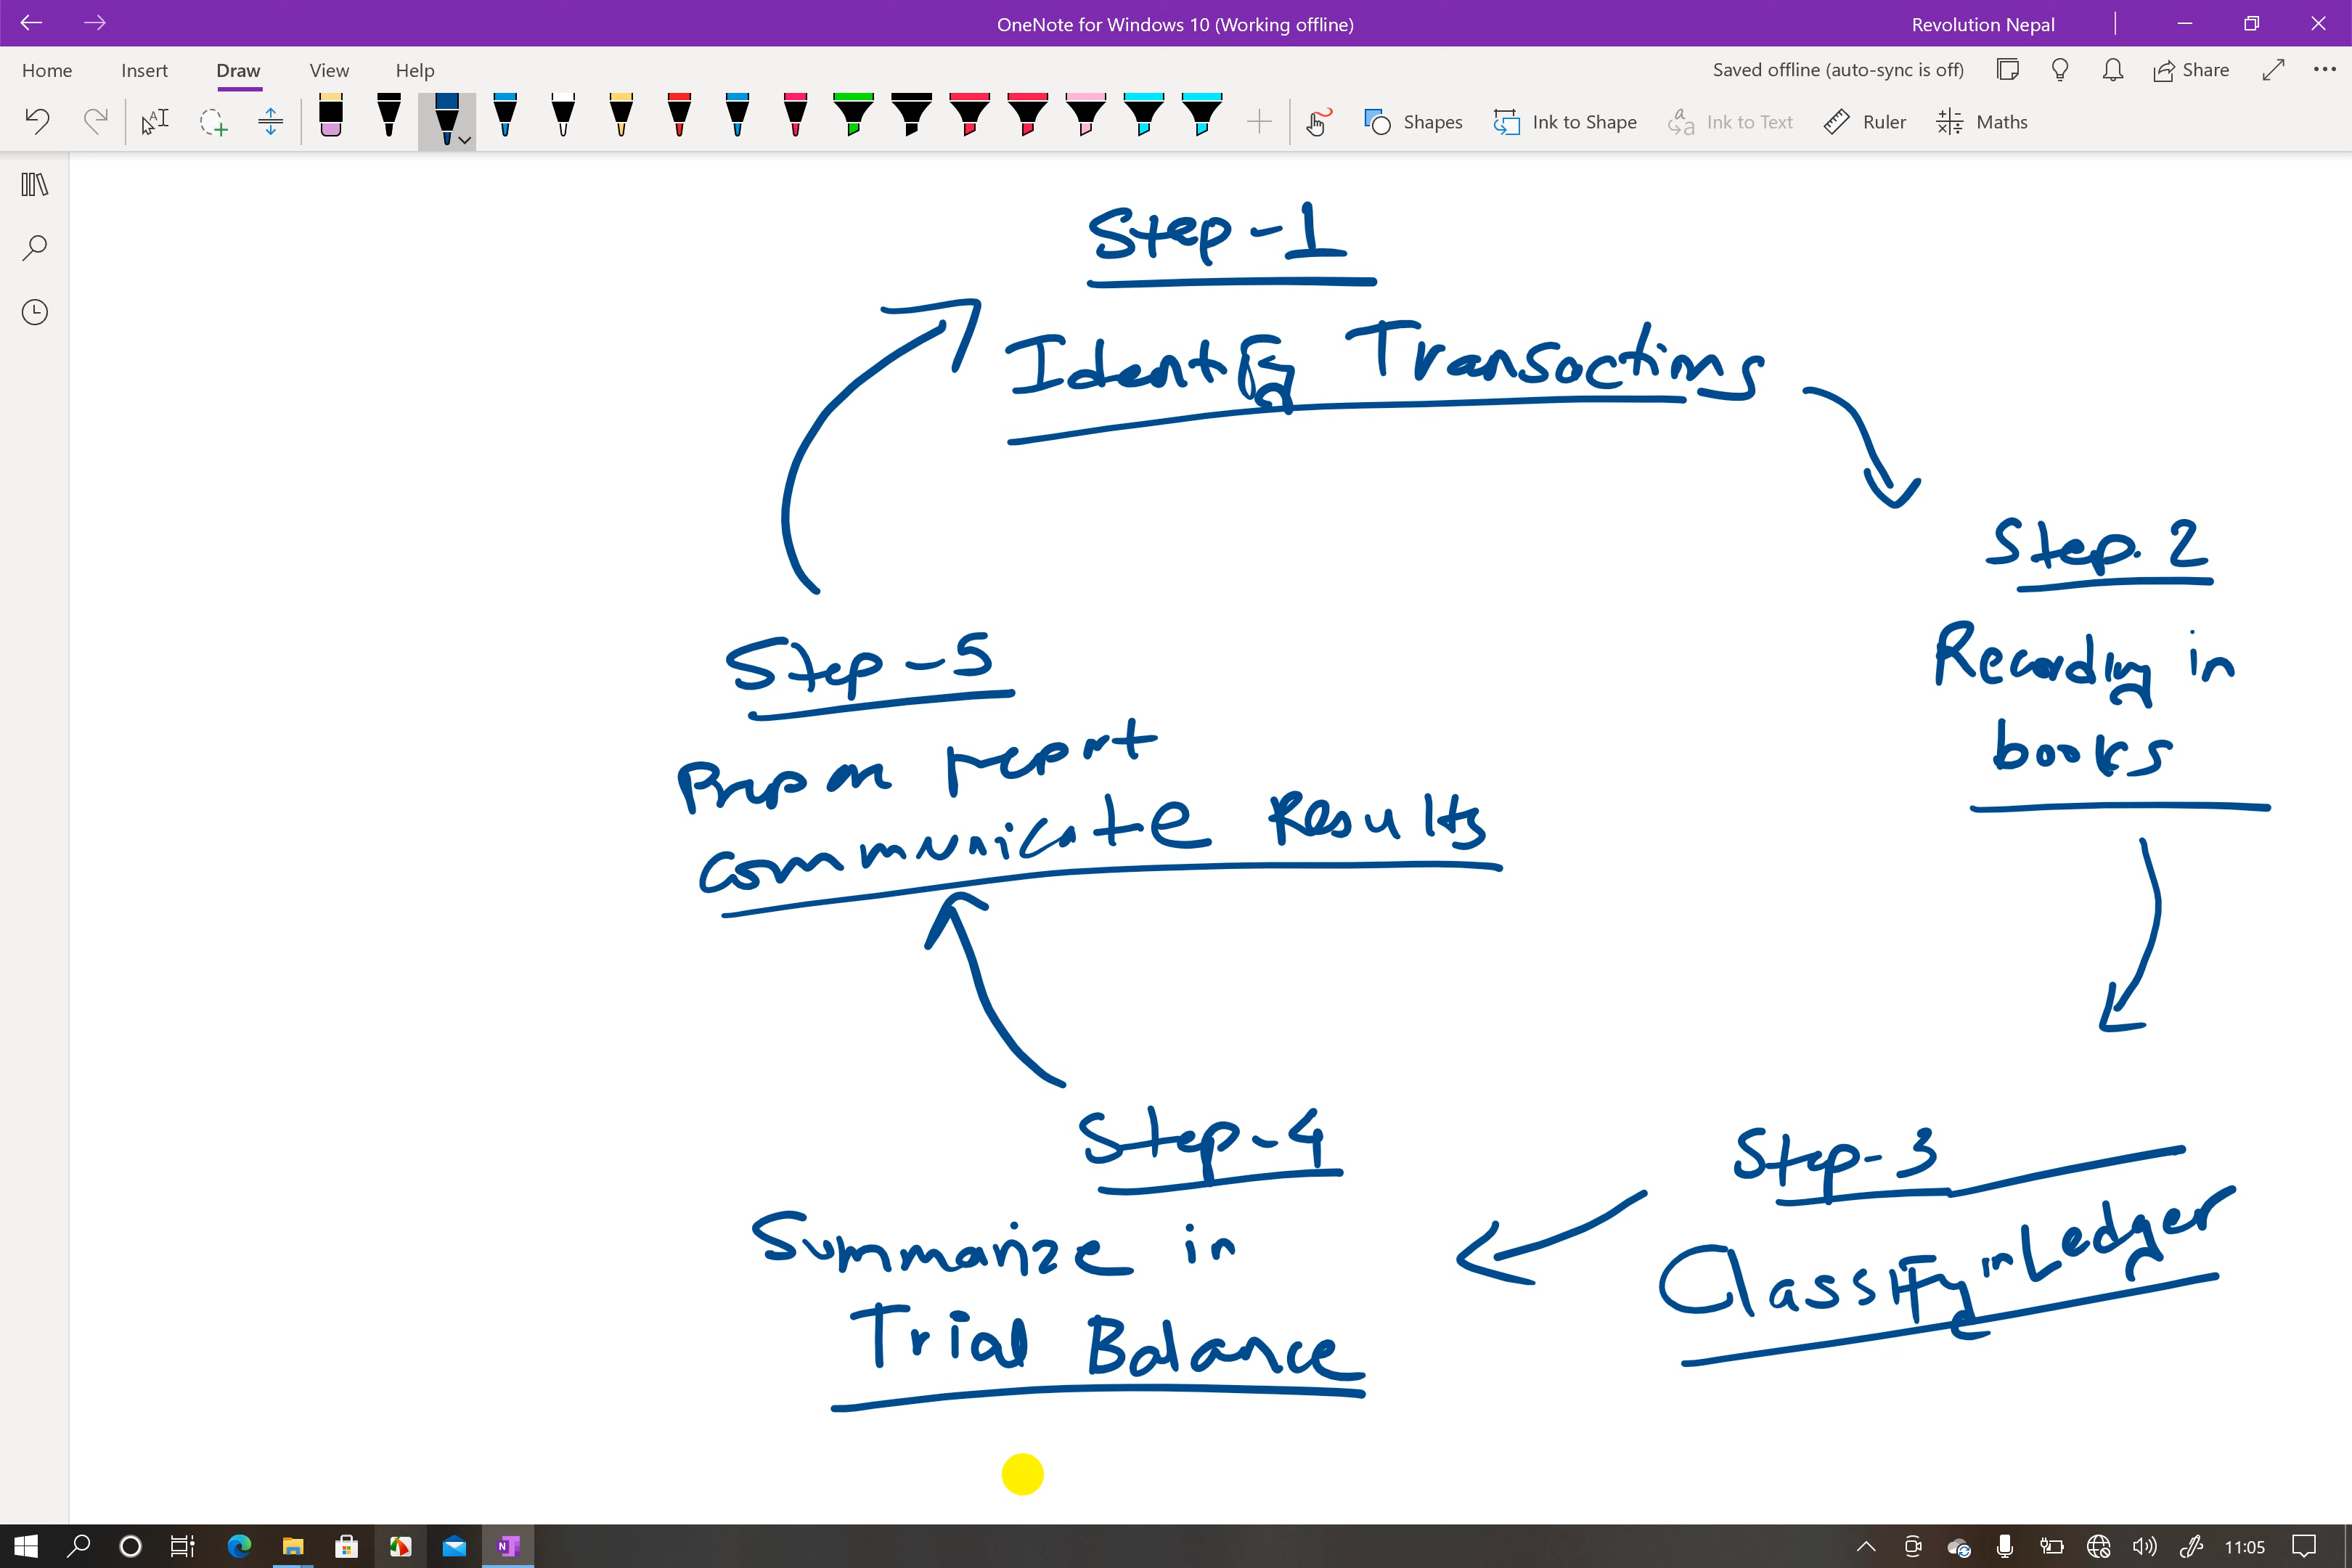 OneNote for Windows 10 (Working offline)
Revolution Nepal
Home Insert Draw View Help
Saved offline (auto-sync is off) Share
Shapes Ink to Shape Ink to Text Ruler Maths
Step-1
Identify Transactions
Step. 2
Recording in
books
Step-3
Classify in Ledger
Step-4
Summarize in
Trial Balance
Step-5
Prepare report
communicate Results
11:05